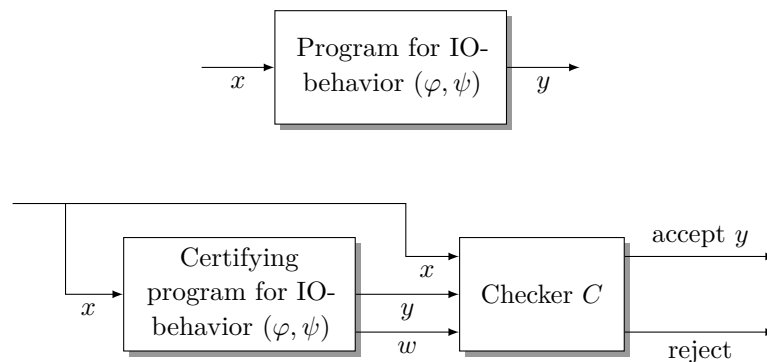 Program for IO-
behavior (φ, ψ)
x
y
Certifying
program for IO-
behavior (φ, ψ)
x
y
w
x
Checker C
accept y
reject